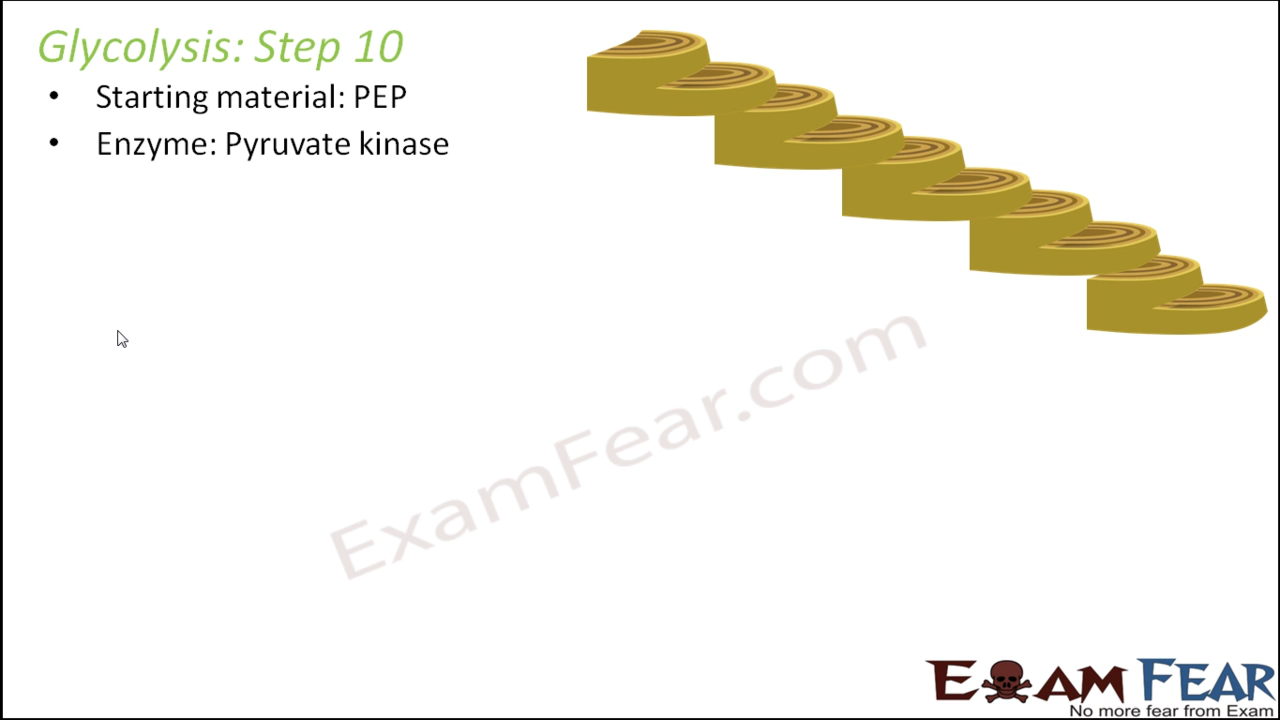 Glycolysis: Step 10
• Starting material: PEP
• Enzyme: Pyruvate kinase
ExamFear.com
EXAM FEAR
No more fear from Exam